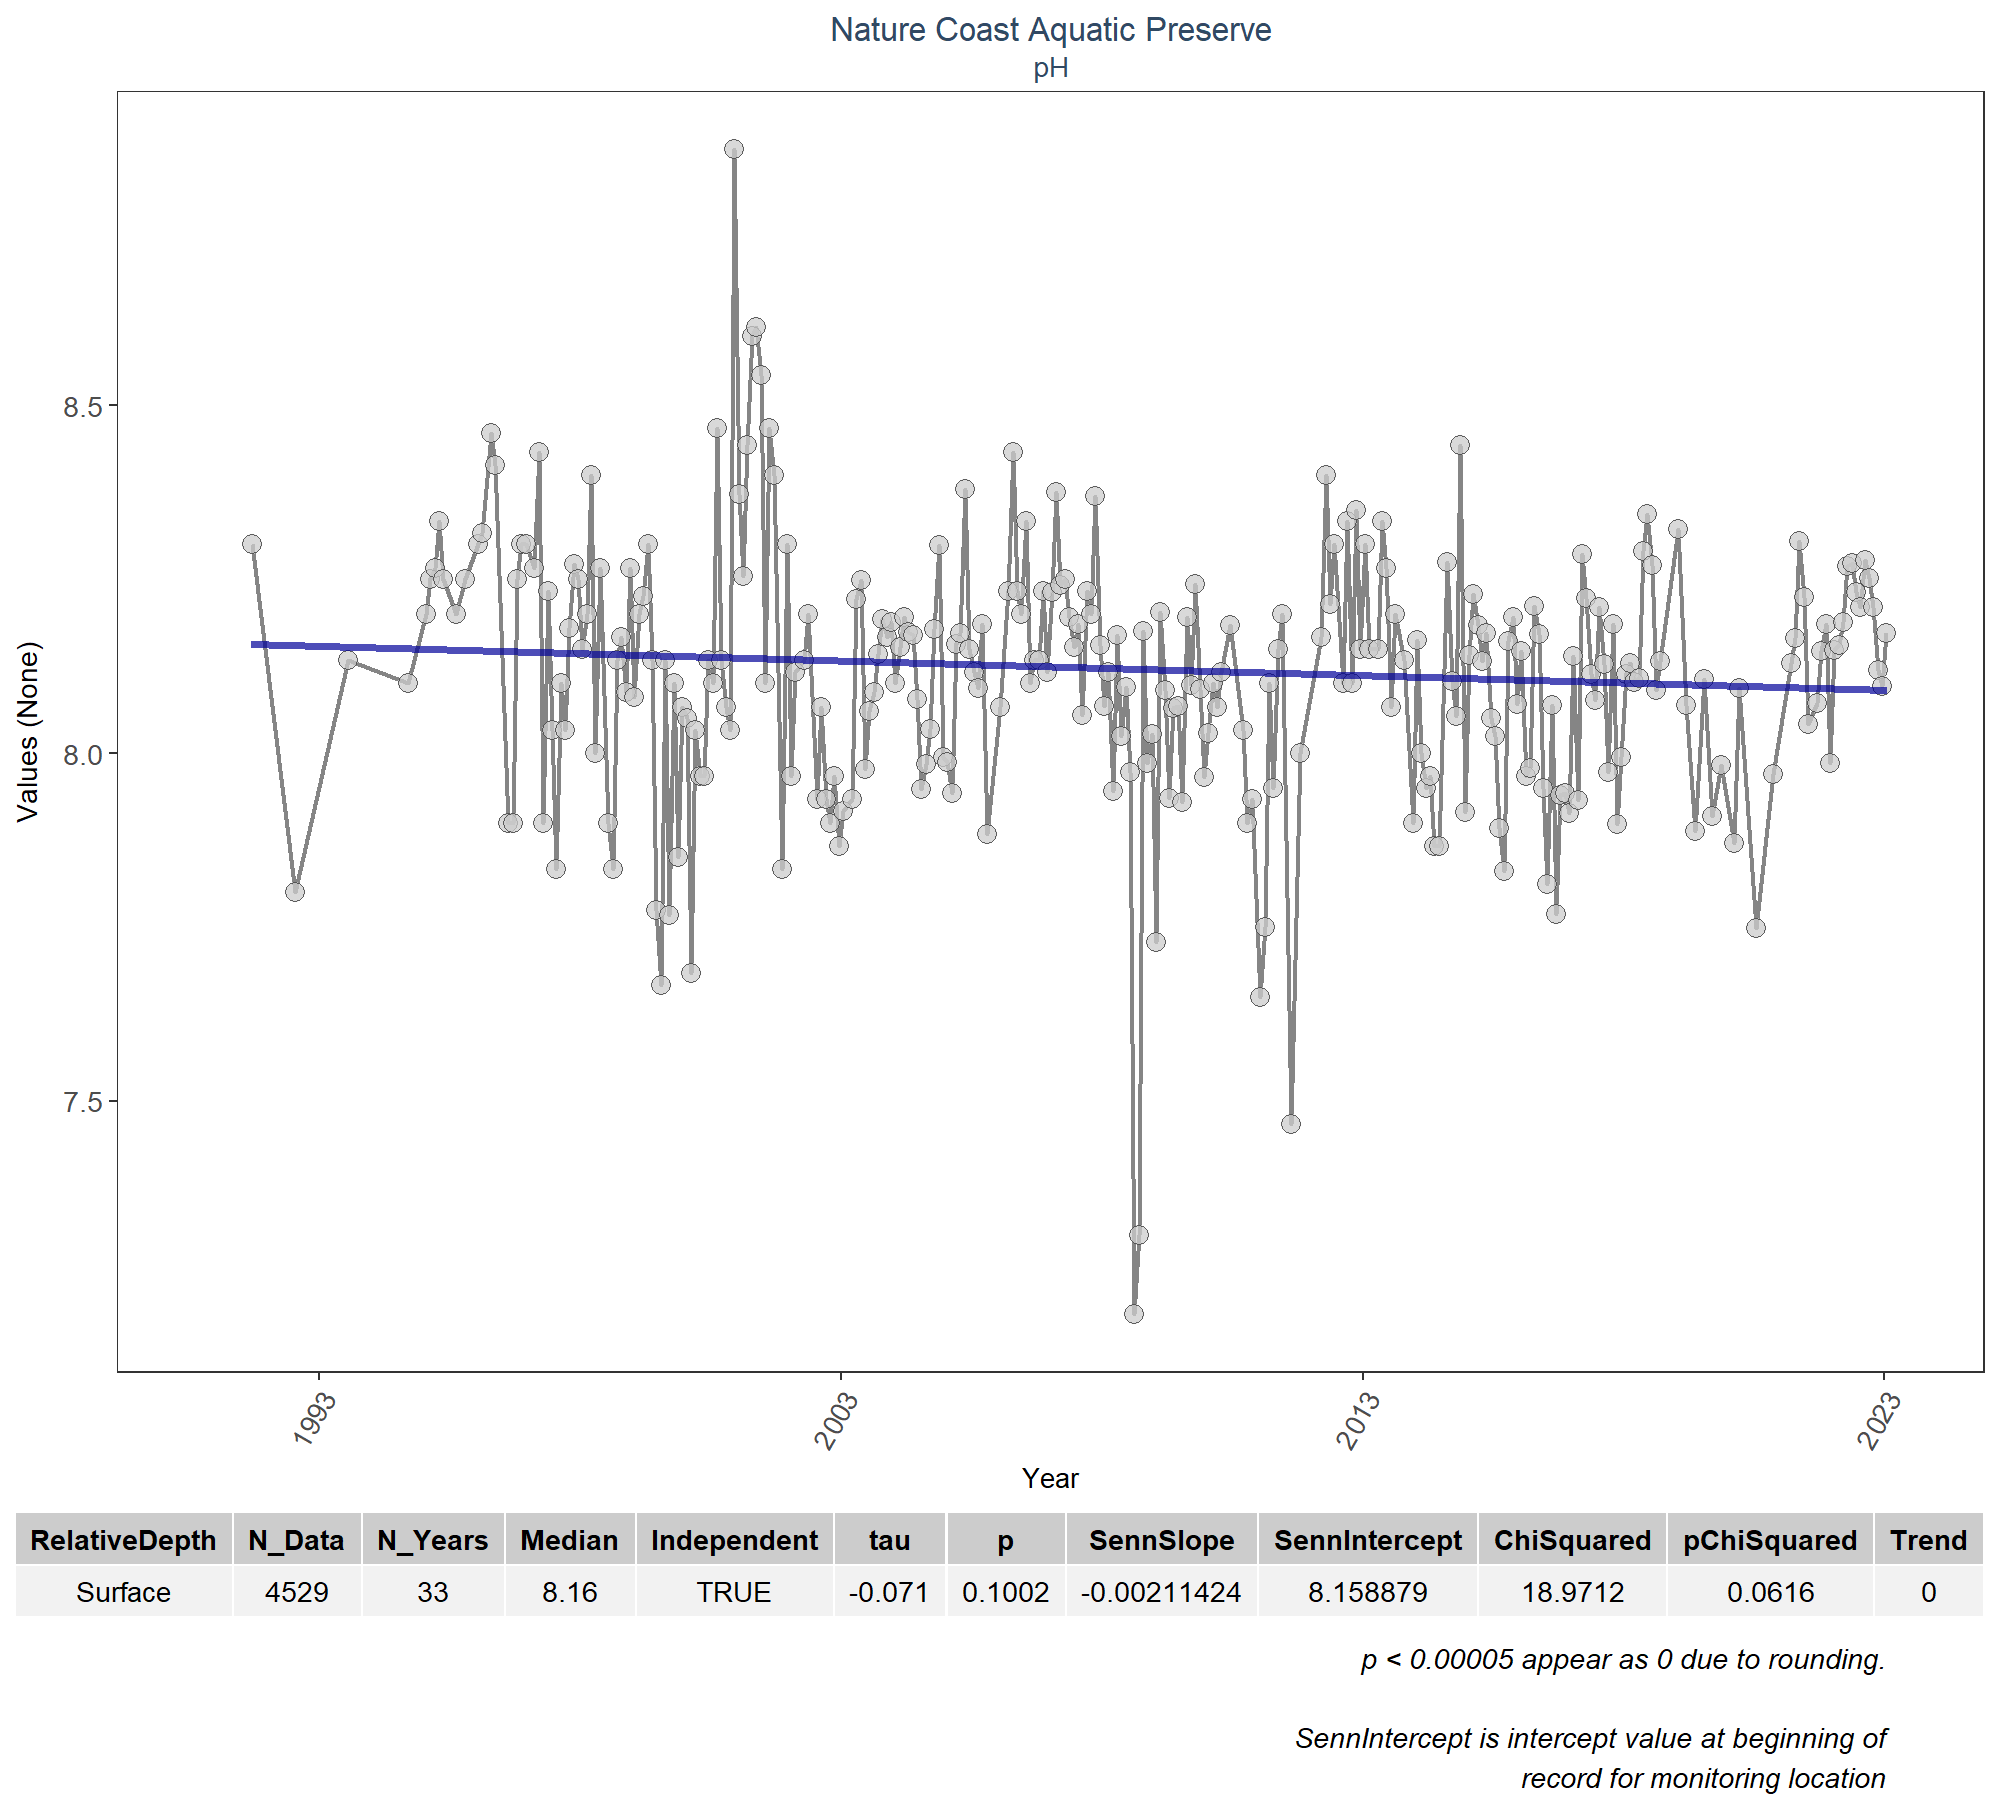 Nature Coast Aquatic Preserve
pH
Values (None)
8.5
8.0
7.5
1993
2003
2013
2023
Year
RelativeDepth N_Data N_Years Median Independent tau p SennSlope SennIntercept ChiSquared pChiSquared Trend
Surface 4529 33 8.16 TRUE -0.071 0.1002 -0.00211424 8.158879 18.9712 0.0616 0
p < 0.00005 appear as 0 due to rounding.
SennIntercept is intercept value at beginning of
record for monitoring location